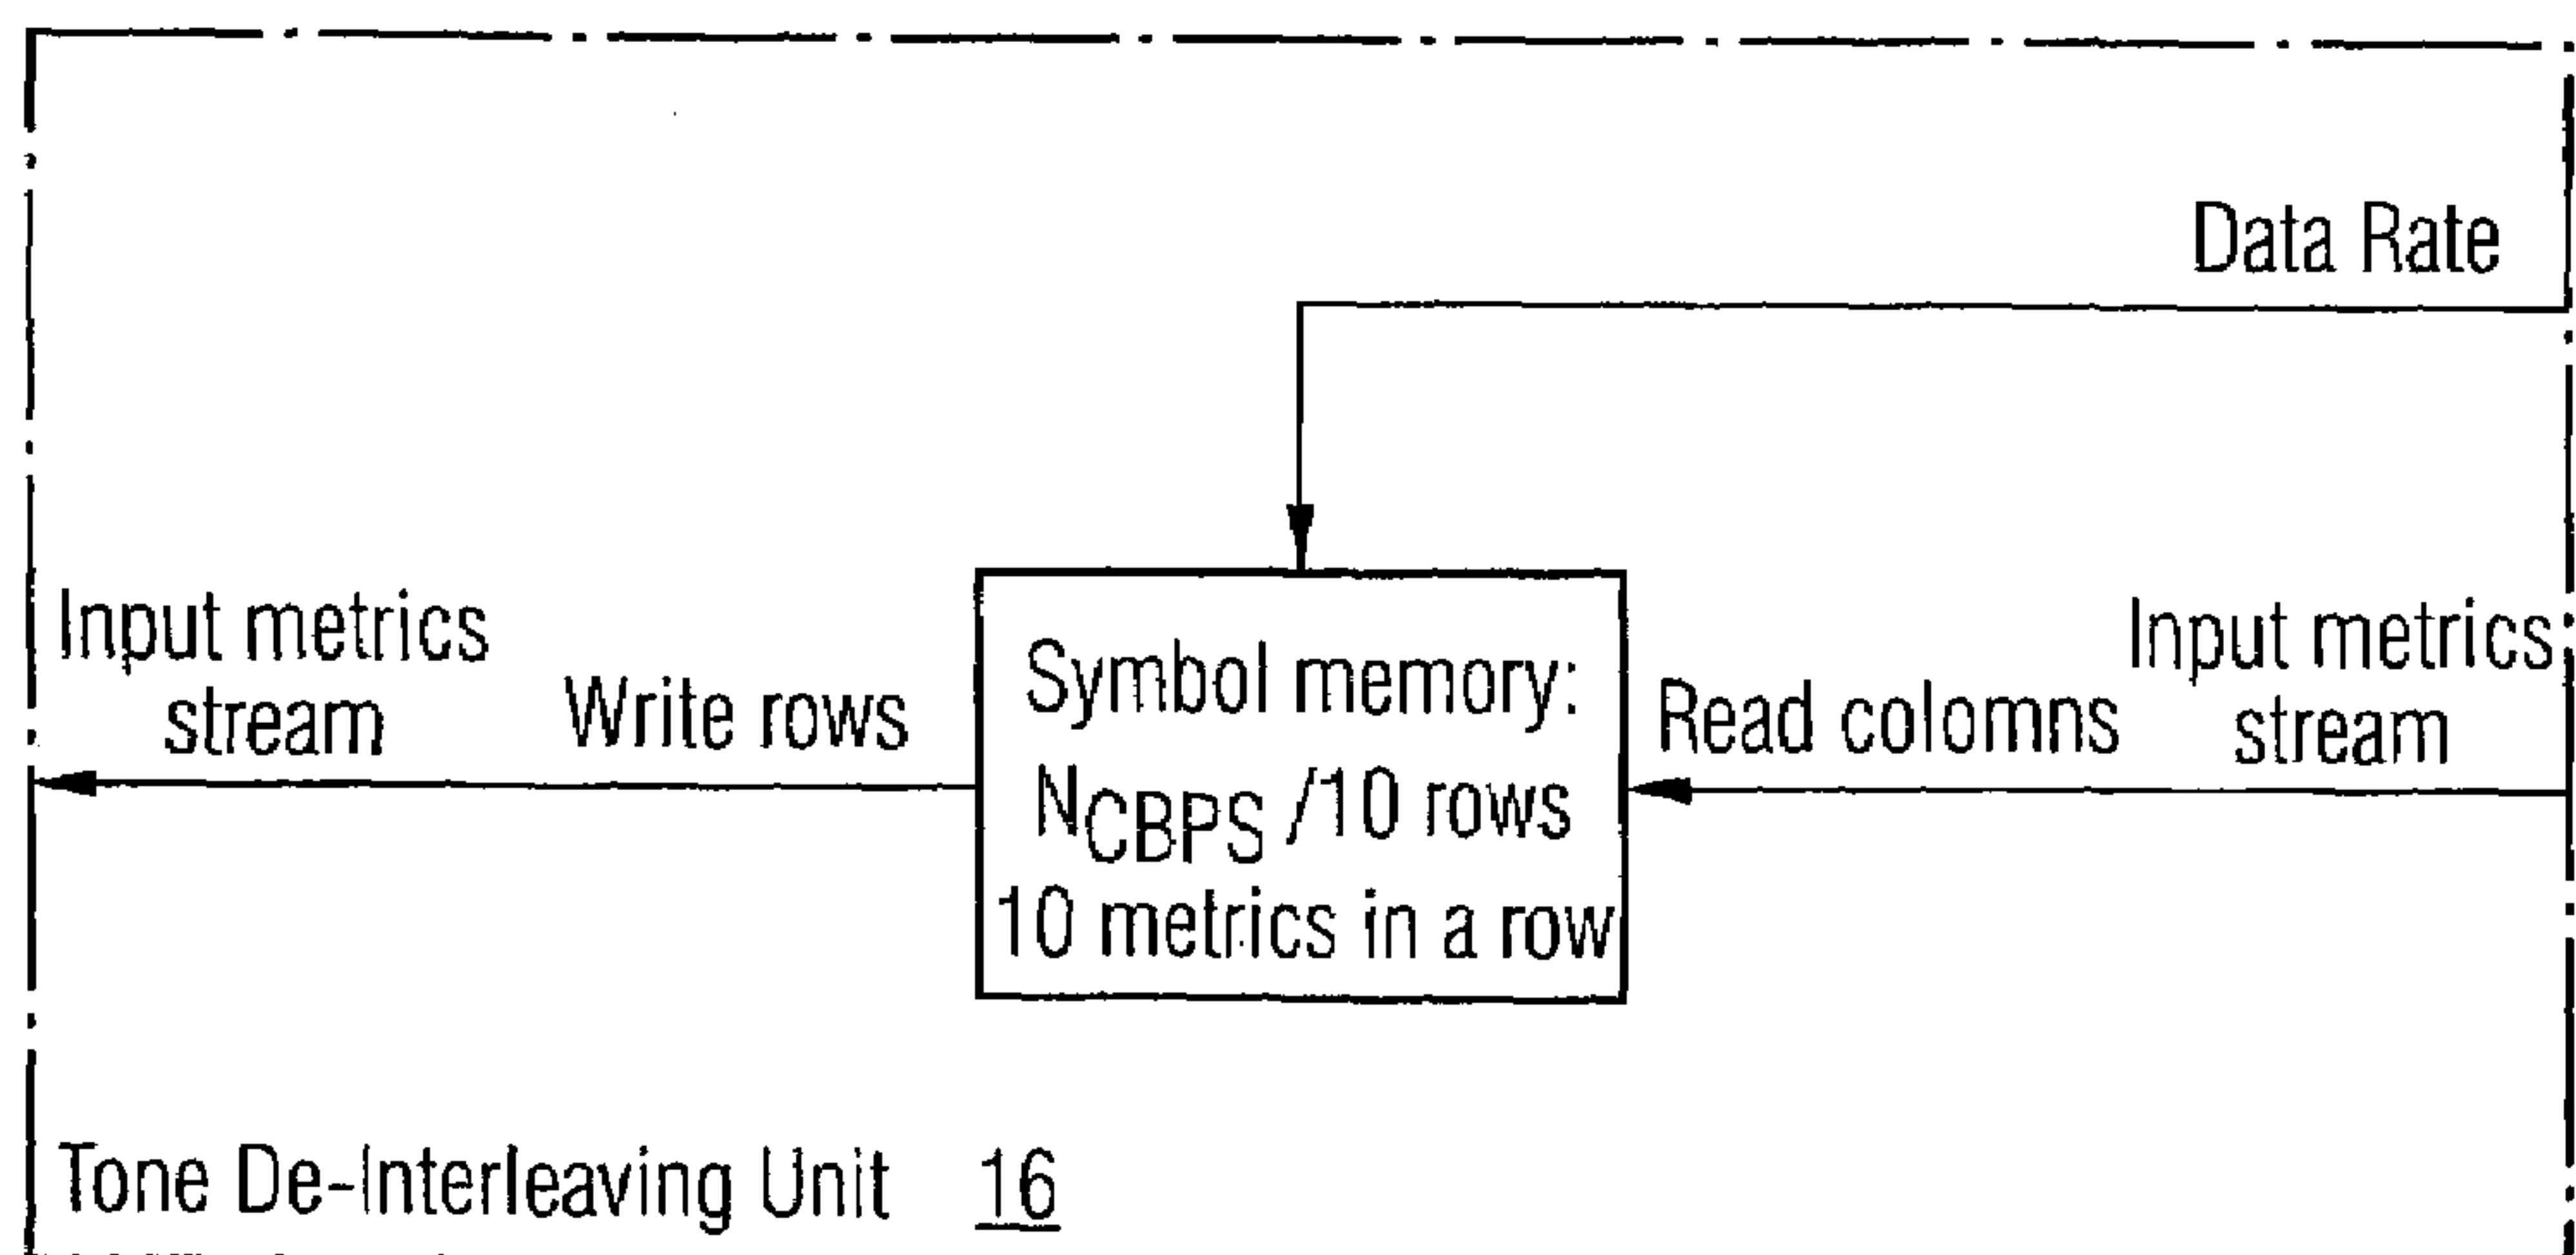 Data Rate
Input metrics
stream
Write rows
Symbol memory:
NCBPS /10 rows
10 metrics in a row
Read colomns
Input metrics
stream
Tone De-Interleaving Unit 16